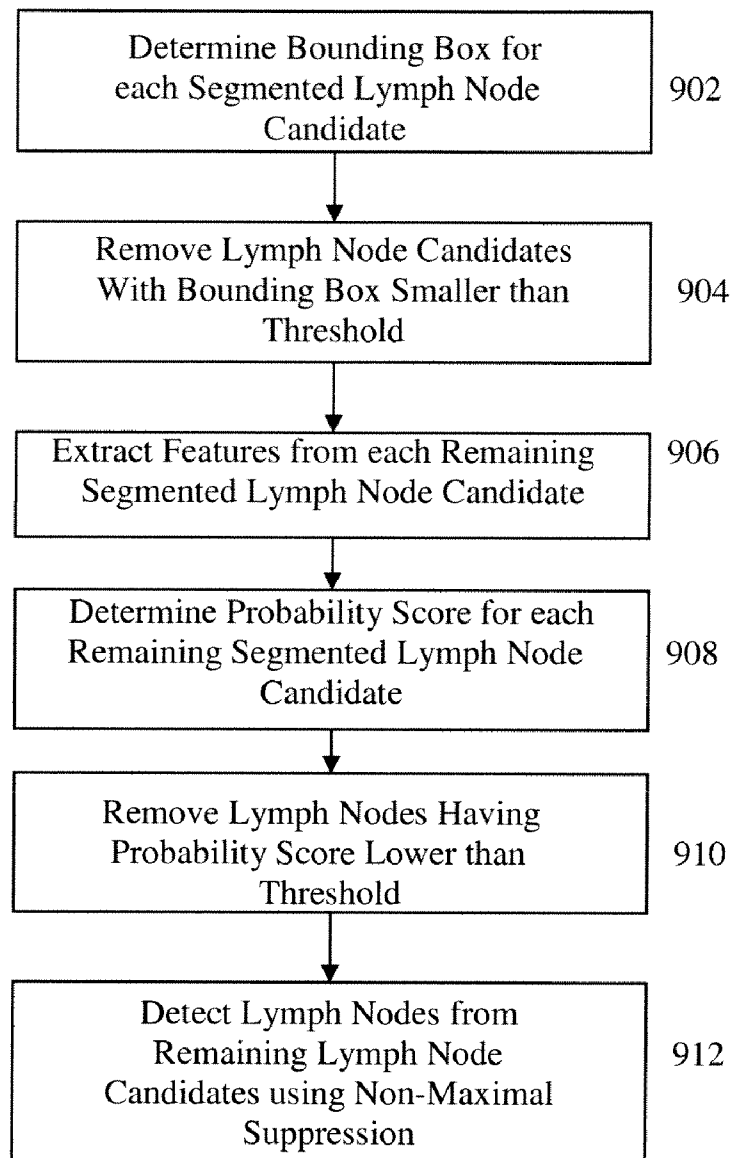 Determine Bounding Box for
each Segmented Lymph Node
Candidate
902
Remove Lymph Node Candidates
With Bounding Box Smaller than
Threshold
904
Extract Features from each Remaining
Segmented Lymph Node Candidate
906
Determine Probability Score for each
Remaining Segmented Lymph Node
Candidate
908
Remove Lymph Nodes Having
Probability Score Lower than
Threshold
910
Detect Lymph Nodes from
Remaining Lymph Node
Candidates using Non-Maximal
Suppression
912